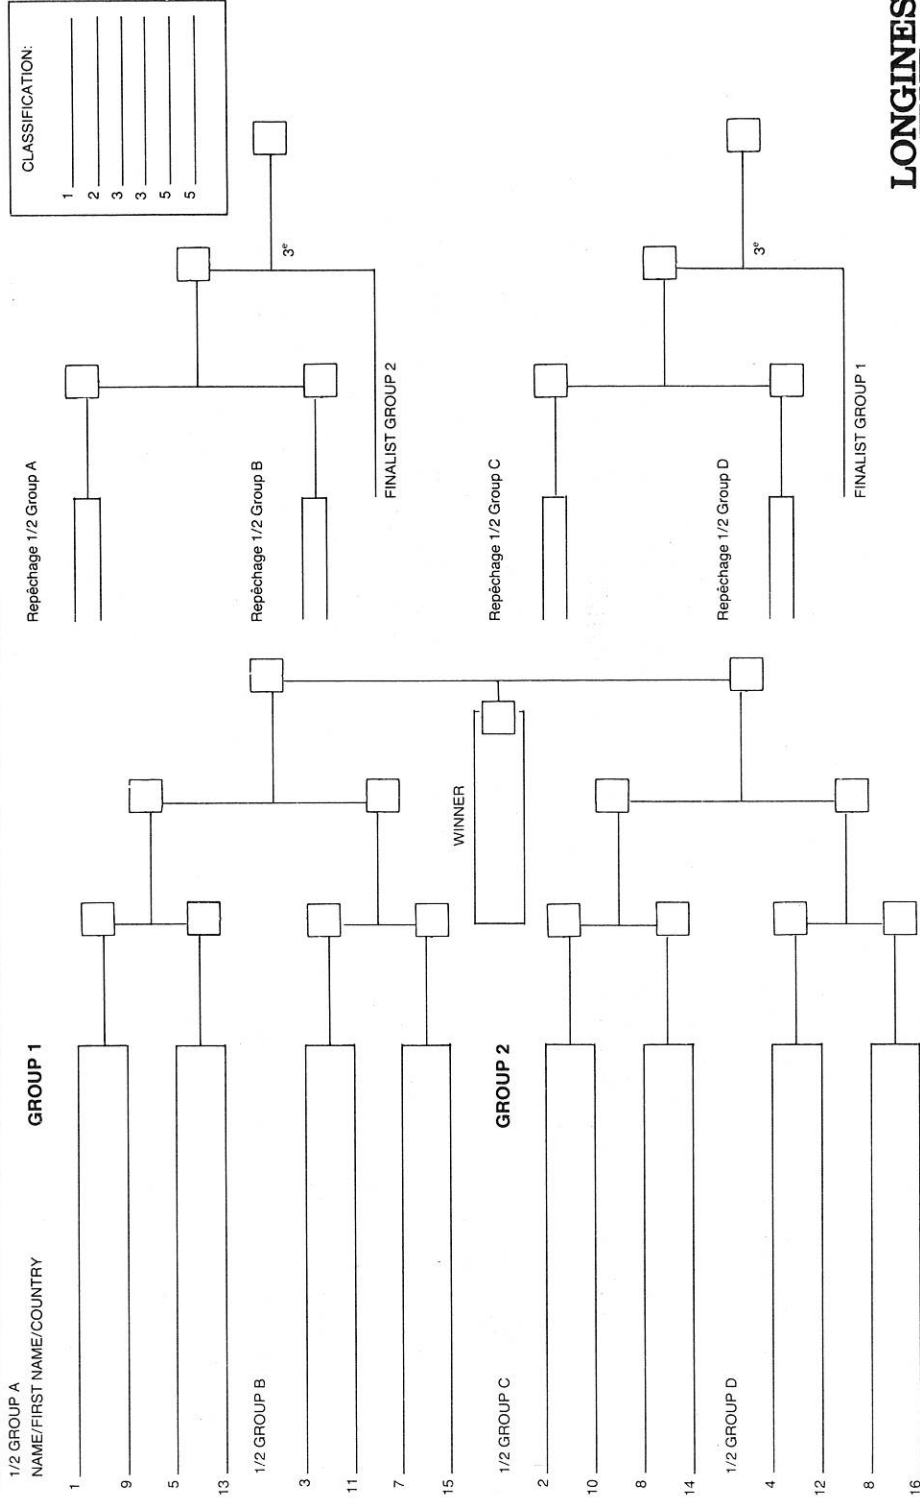 1/2 GROUP A
NAME/FIRST NAME/COUNTRY
GROUP 1
1
9
5
13
1/2 GROUP B
3
11
7
15
WINNER
1/2 GROUP C
GROUP 2
2
10
8
14
1/2 GROUP D
4
12
8
16
Repêchage 1/2 Group A
Repêchage 1/2 Group B
3e
FINALIST GROUP 2
Repêchage 1/2 Group C
Repêchage 1/2 Group D
3e
FINALIST GROUP 1
CLASSIFICATION:
1
2
3
3
5
5
LONGINES